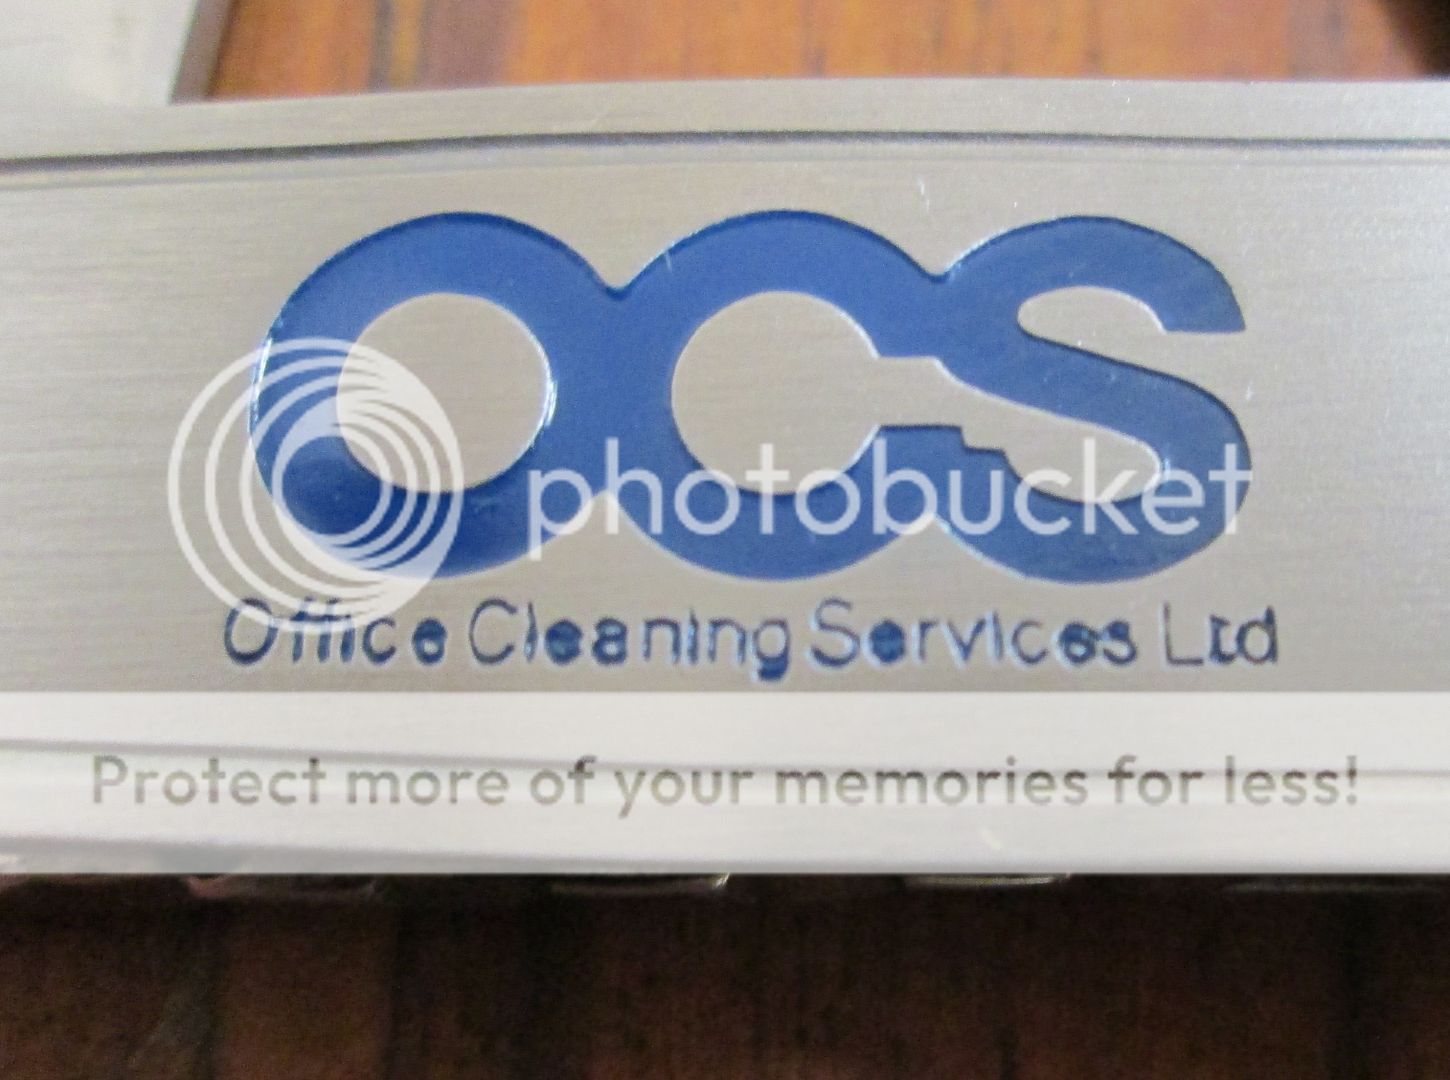 OCS
photobucket
Office Cleaning Services Ltd
Protect more of your memories for less!